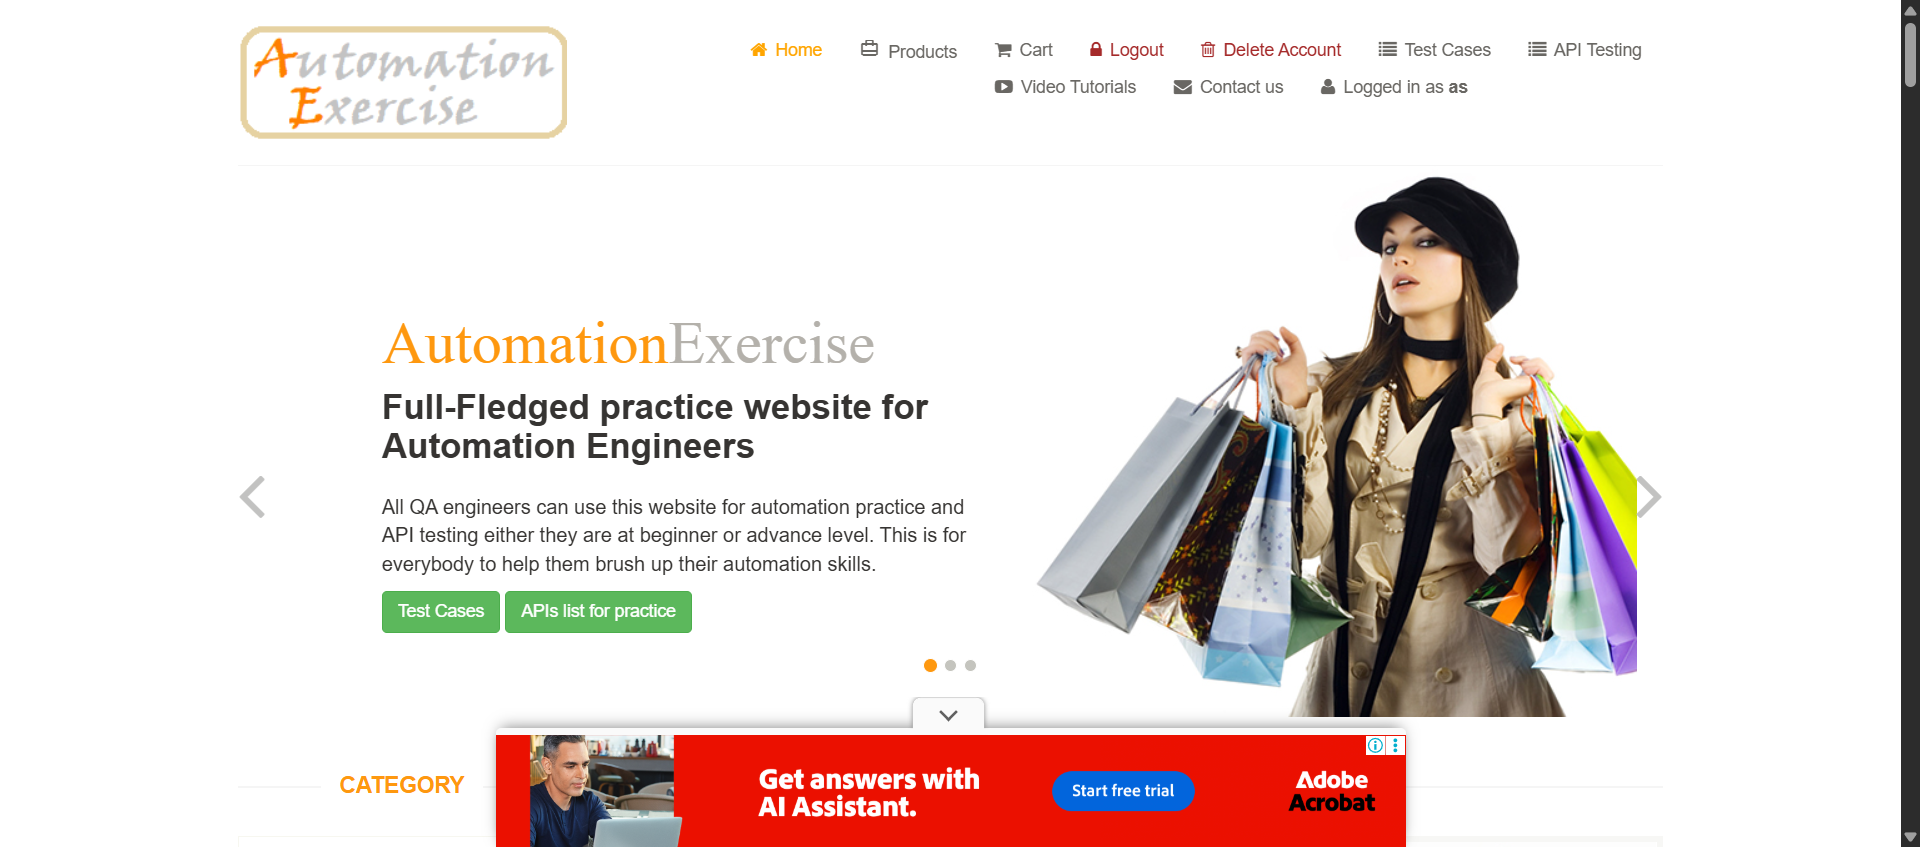 Automation
Exercise
Home Products Cart Logout Delete Account Test Cases API Testing
Video Tutorials Contact us Logged in as as
AutomationExercise
Full-Fledged practice website for
Automation Engineers
All QA engineers can use this website for automation practice and
API testing either they are at beginner or advance level. This is for
everybody to help them brush up their automation skills.
Test Cases APIs list for practice
CATEGORY
Get answers with
AI Assistant.
Start free trial
Adobe
Acrobat